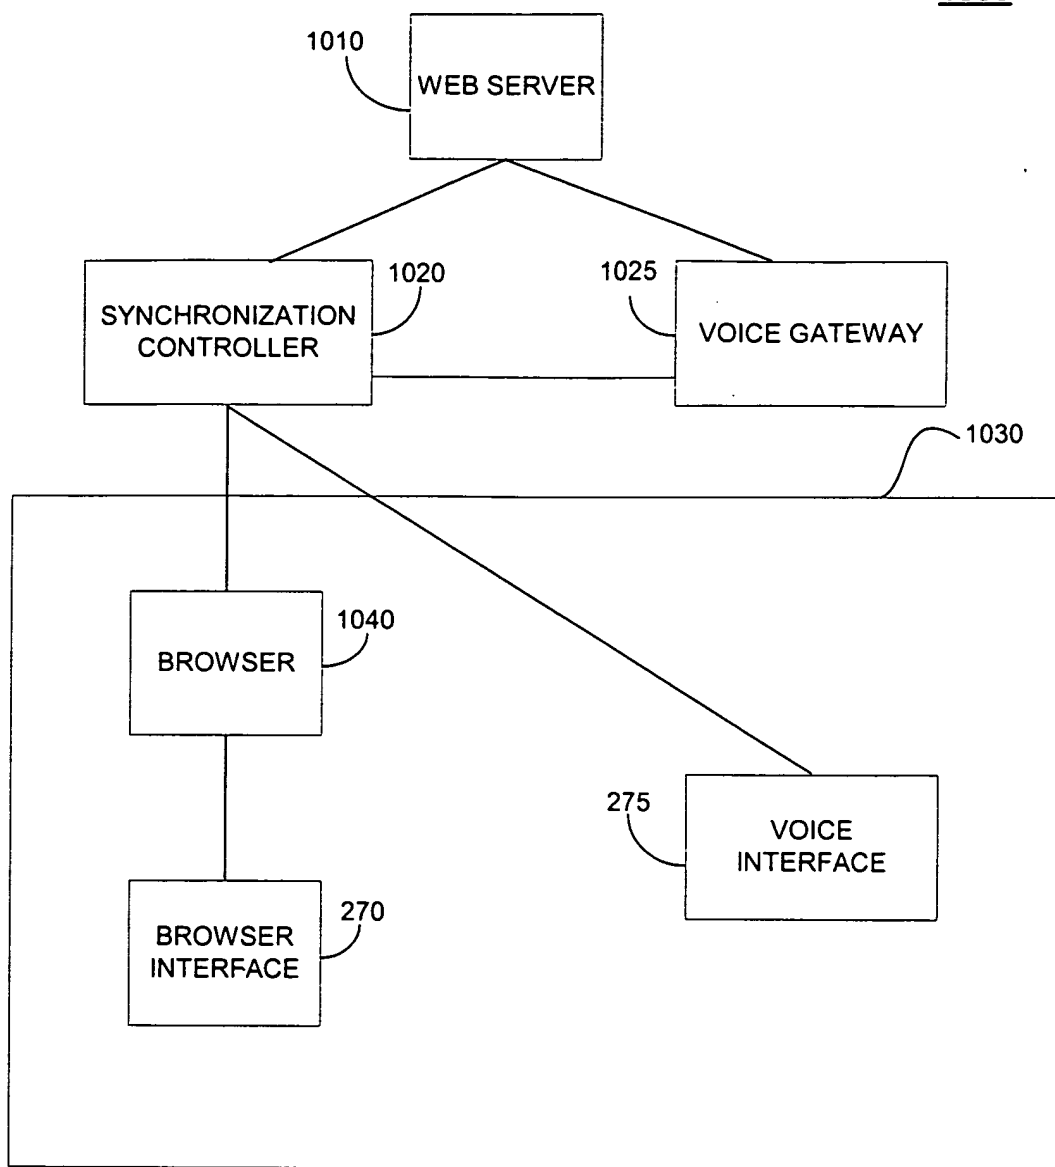 1010
WEB SERVER
1020
1025
SYNCHRONIZATION
CONTROLLER
VOICE GATEWAY
1030
1040
BROWSER
275
VOICE
INTERFACE
270
BROWSER
INTERFACE